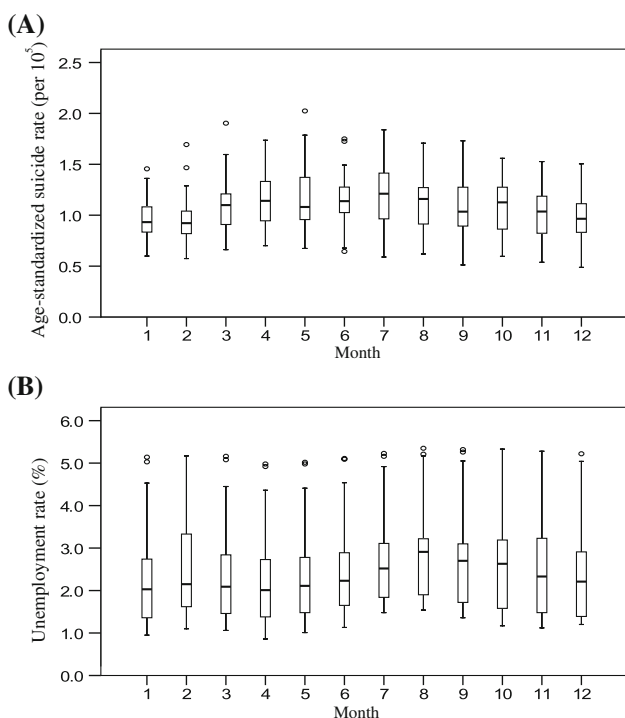 (A)
Age-standardized suicide rate (per 10⁵)
2.5
2.0
1.5
1.0
0.5
0.0
1 2 3 4 5 6 7 8 9 10 11 12
Month
(B)
Unemployment rate (%)
6.0
5.0
4.0
3.0
2.0
1.0
0.0
1 2 3 4 5 6 7 8 9 10 11 12
Month